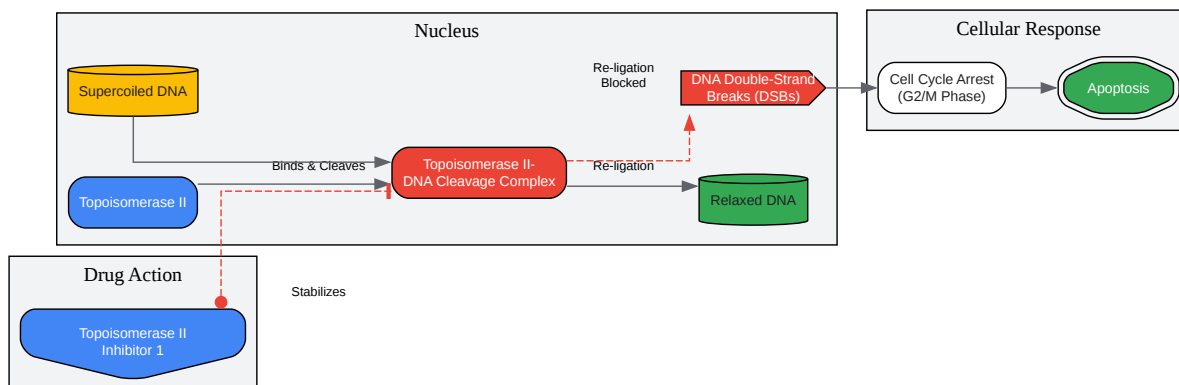 Nucleus
Supercoiled DNA
Topoisomerase II
Binds & Cleaves
Topoisomerase II-
DNA Cleavage Complex
Re-ligation
Blocked
DNA Double-Strand
Breaks (DSBs)
Re-ligation
Relaxed DNA
Cellular Response
Cell Cycle Arrest
(G2/M Phase)
Apoptosis
Drug Action
Stabilizes
Topoisomerase II
Inhibitor 1